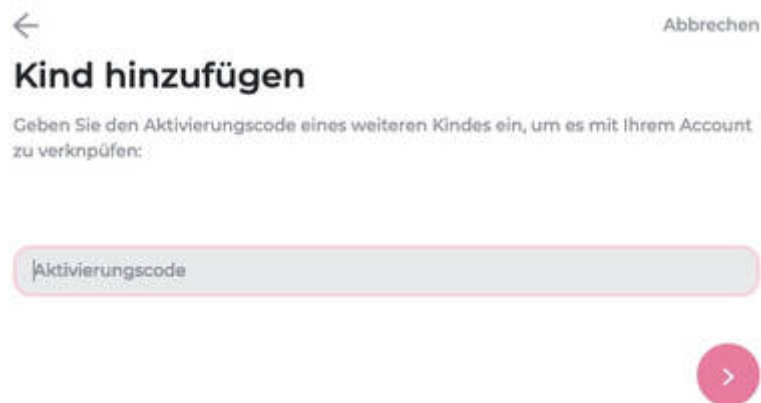 Abbrechen
Kind hinzufügen
Geben Sie den Aktivierungscode eines weiteren Kindes ein, um es mit Ihrem Account
zu verknpüfen:
Aktivierungscode